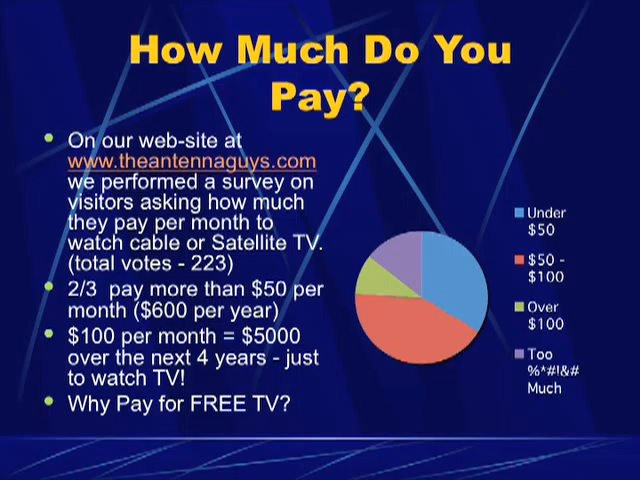 How Much Do You
Pay?
On our web-site at
www.theantennaguys.com
we performed a survey on
visitors asking how much
they pay per month to
watch cable or Satellite TV.
(total votes - 223)
2/3  pay more than $50 per
month ($600 per year)
$100 per month = $5000
over the next 4 years - just
to watch TV!
Why Pay for FREE TV?
Under
$50
$50 -
$100
Over
$100
Too
%*#!&#
Much